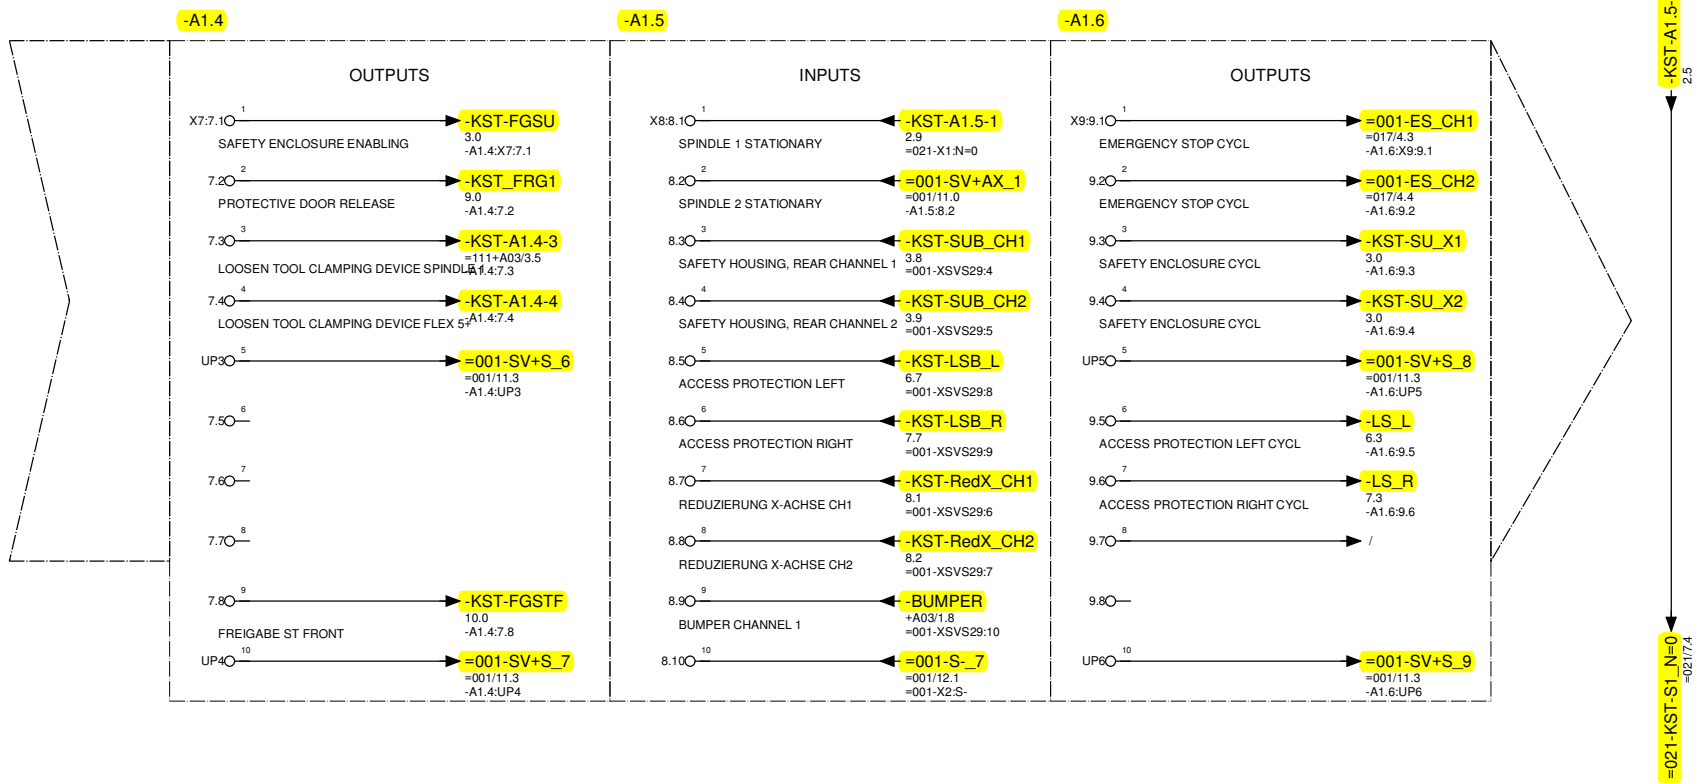 -A1.4
OUTPUTS
1
X7:7.1
-KST-FGSU
SAFETY ENCLOSURE ENABLING
3.0
-A1.4:X7:7.1
2
7.2
-KST_FRG1
PROTECTIVE DOOR RELEASE
9.0
-A1.4:7.2
3
7.3
-KST-A1.4-3
=111+A03/3.5
LOOSEN TOOL CLAMPING DEVICE SPINDLE 1
-A1.4:7.3
4
7.4
-KST-A1.4-4
LOOSEN TOOL CLAMPING DEVICE FLEX 5+
-A1.4:7.4
5
UP3
=001-SV+S_6
=001/11.3
-A1.4:UP3
6
7.5
7
7.6
8
7.7
9
7.8
-KST-FGSTF
FREIGABE ST FRONT
10.0
-A1.4:7.8
10
UP4
=001-SV+S_7
=001/11.3
-A1.4:UP4
-A1.5
INPUTS
1
X8:8.1
-KST-A1.5-1
SPINDLE 1 STATIONARY
2.9
=021-X1:N=0
2
8.2
=001-SV+AX_1
SPINDLE 2 STATIONARY
=001/11.0
-A1.5:8.2
3
8.3
-KST-SUB_CH1
SAFETY HOUSING, REAR CHANNEL 1
3.8
=001-XSVS29:4
4
8.4
-KST-SUB_CH2
SAFETY HOUSING, REAR CHANNEL 2
3.9
=001-XSVS29:5
5
8.5
-KST-LSB_L
ACCESS PROTECTION LEFT
6.7
=001-XSVS29:8
6
8.6
-KST-LSB_R
ACCESS PROTECTION RIGHT
7.7
=001-XSVS29:9
7
8.7
-KST-RedX_CH1
REDUZIERUNG X-ACHSE CH1
8.1
=001-XSVS29:6
8
8.8
-KST-RedX_CH2
REDUZIERUNG X-ACHSE CH2
8.2
=001-XSVS29:7
9
8.9
-BUMPER
BUMPER CHANNEL 1
+A03/1.8
=001-XSVS29:10
10
8.10
=001-S-_7
=001/12.1
=001-X2:S-
-A1.6
OUTPUTS
1
X9:9.1
=001-ES_CH1
EMERGENCY STOP CYCL
=017/4.3
-A1.6:X9:9.1
2
9.2
=001-ES_CH2
EMERGENCY STOP CYCL
=017/4.4
-A1.6:9.2
3
9.3
-KST-SU_X1
SAFETY ENCLOSURE CYCL
3.0
-A1.6:9.3
4
9.4
-KST-SU_X2
SAFETY ENCLOSURE CYCL
3.0
-A1.6:9.4
5
UP5
=001-SV+S_8
=001/11.3
-A1.6:UP5
6
9.5
-LS_L
ACCESS PROTECTION LEFT CYCL
6.3
-A1.6:9.5
7
9.6
-LS_R
ACCESS PROTECTION RIGHT CYCL
7.3
-A1.6:9.6
8
9.7
/
9.8
10
UP6
=001-SV+S_9
=001/11.3
-A1.6:UP6
-KST-A1.5-
2.5
=021-KST-S1_N=0
=021/7.4